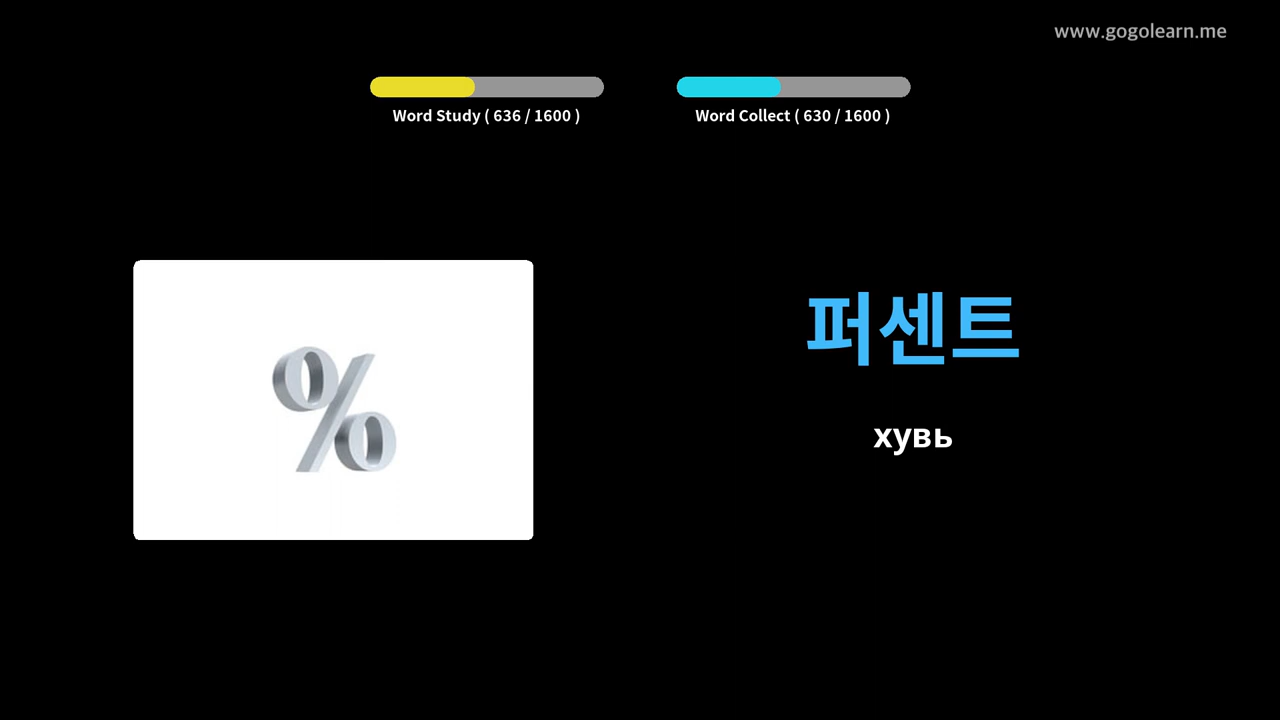 www.gogolearn.me
Word Study ( 636 / 1600 )
Word Collect ( 630 / 1600 )
%
퍼센트
хувь